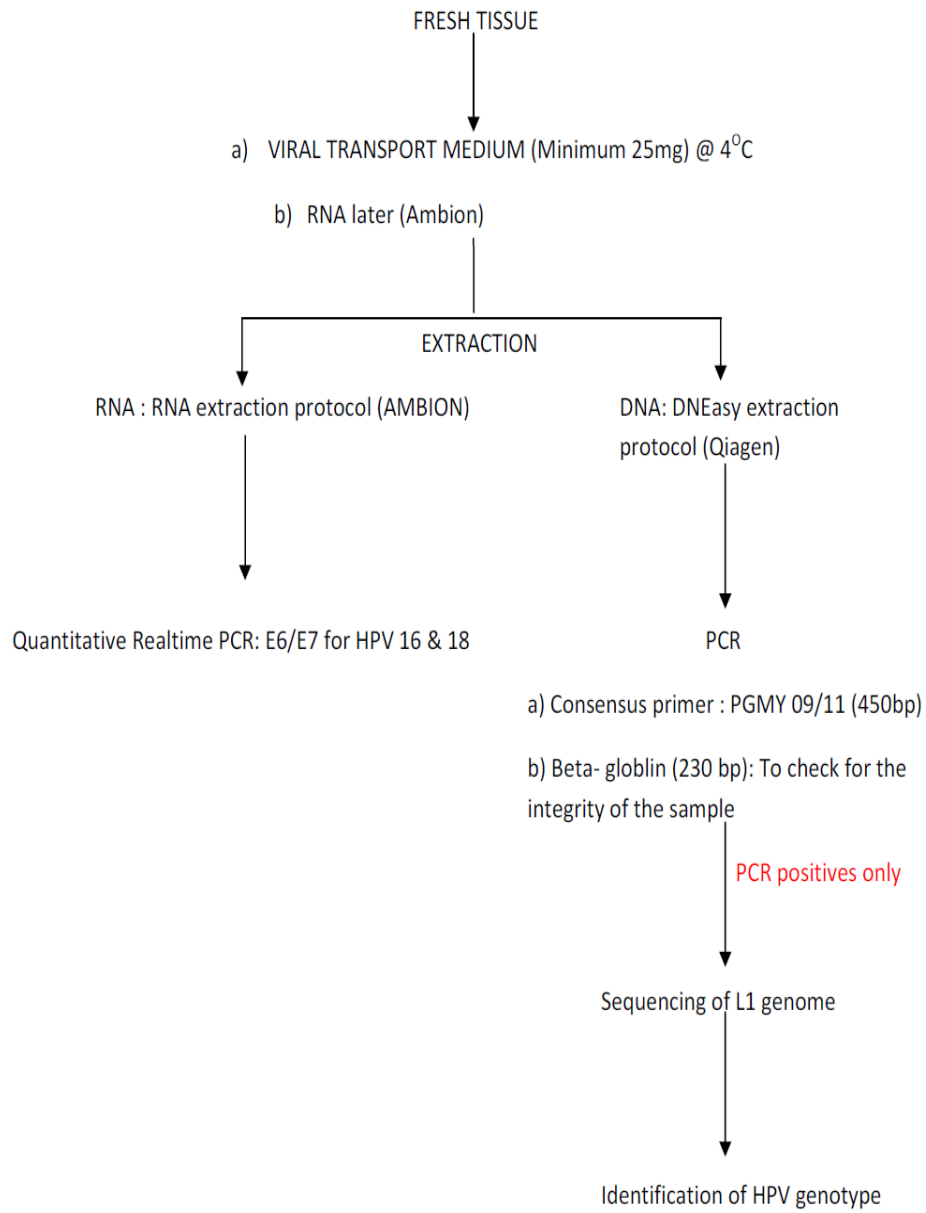 FRESH TISSUE
a) VIRAL TRANSPORT MEDIUM (Minimum 25mg) @ 4⁰C
b) RNA later (Ambion)
EXTRACTION
RNA : RNA extraction protocol (AMBION)
DNA: DNEasy extraction
protocol (Qiagen)
Quantitative Realtime PCR: E6/E7 for HPV 16 & 18
PCR
a) Consensus primer : PGMY 09/11 (450bp)
b) Beta- globlin (230 bp): To check for the
integrity of the sample
PCR positives only
Sequencing of L1 genome
Identification of HPV genotype